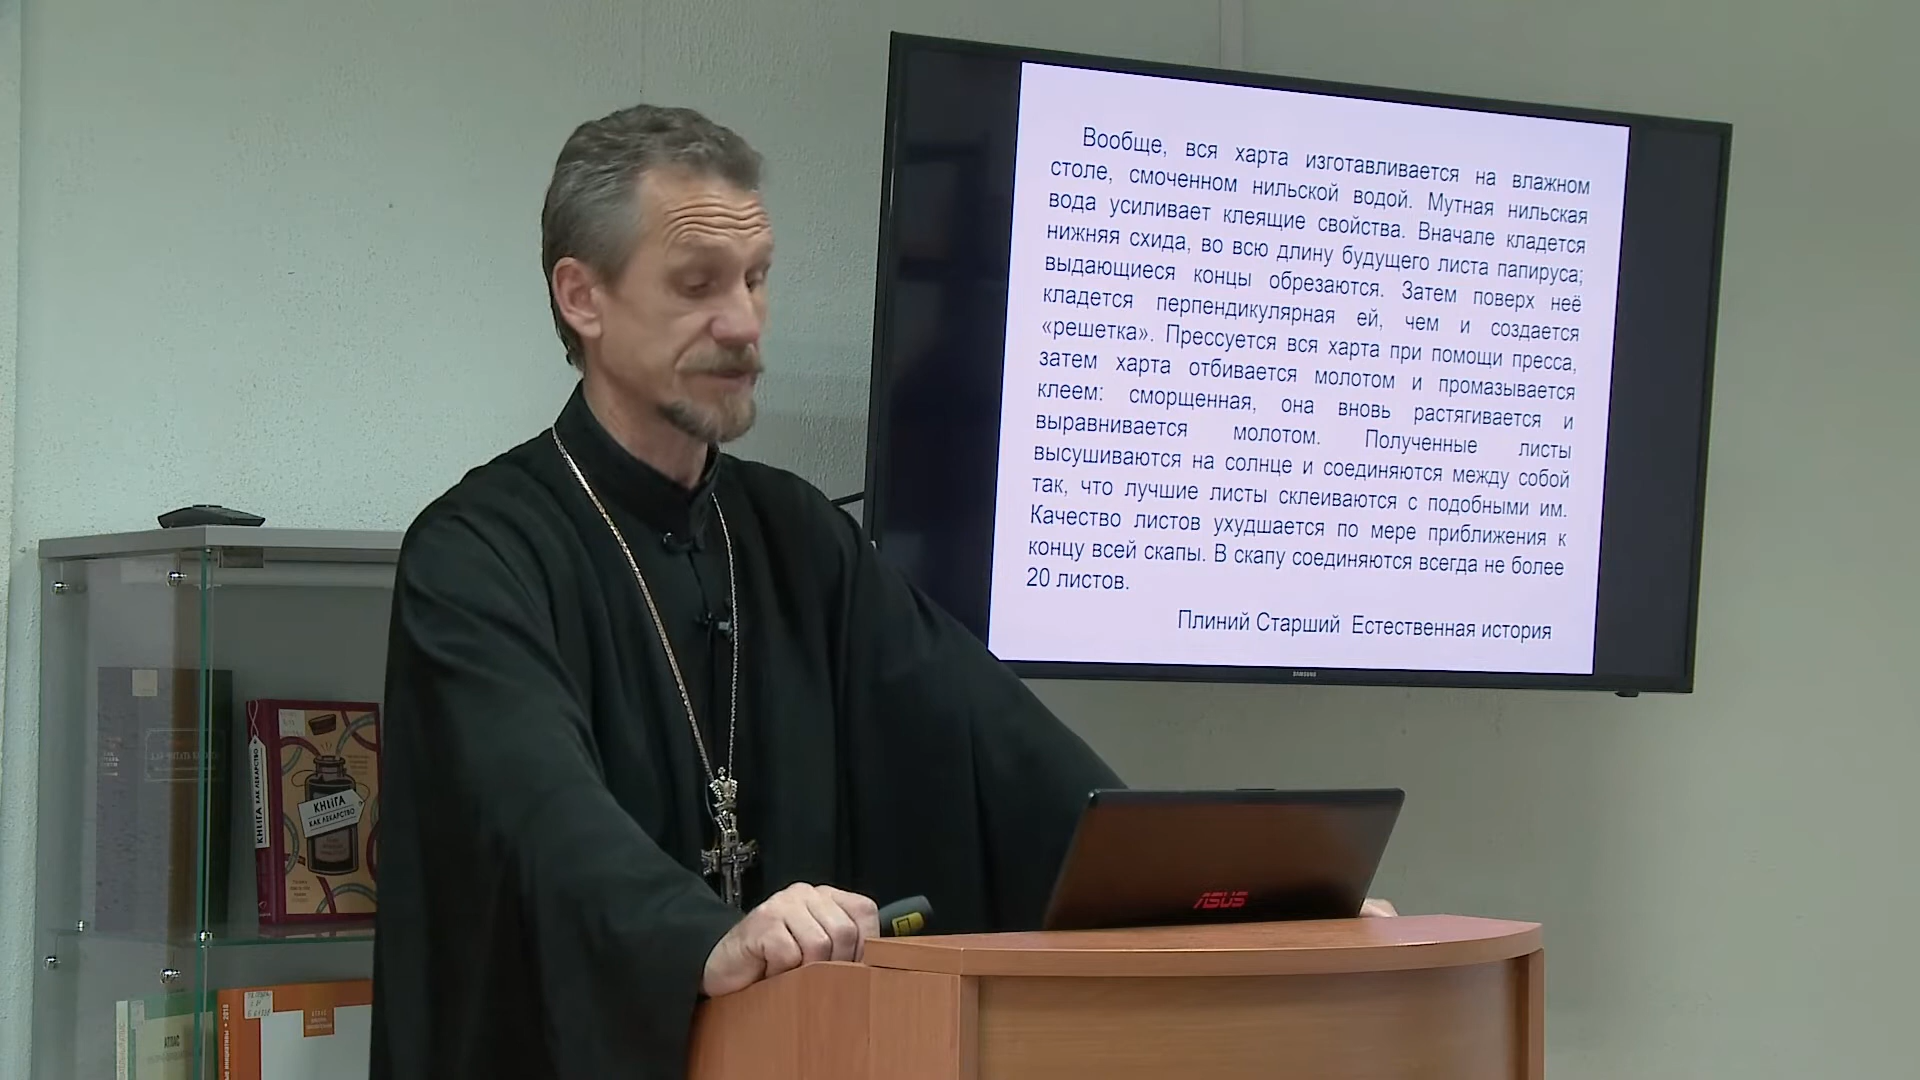 Вообще, вся харта изготавливается на влажном
столе, смоченном нильской водой. Мутная нильская
вода усиливает клеящие свойства. Вначале кладется
нижняя схида, во всю длину будущего листа папируса;
выдающиеся концы обрезаются. Затем поверх неё
кладется перпендикулярная ей, чем и создается
«решетка». Прессуется вся харта при помощи пресса,
затем харта отбивается молотом и промазывается
клеем: сморщенная, она вновь растягивается и
выравнивается молотом. Полученные листы
высушиваются на солнце и соединяются между собой
так, что лучшие листы склеиваются с подобными им.
Качество листов ухудшается по мере приближения к
концу всей скапы. В скапу соединяются всегда не более
20 листов.
Плиний Старший Естественная история
SAMSUNG
ASUS
КНИГА КАК ЛЕКАРСТВО
КНИГА
КАК ЛЕКАРСТВО
АТЛАС
АТЛАС
2018